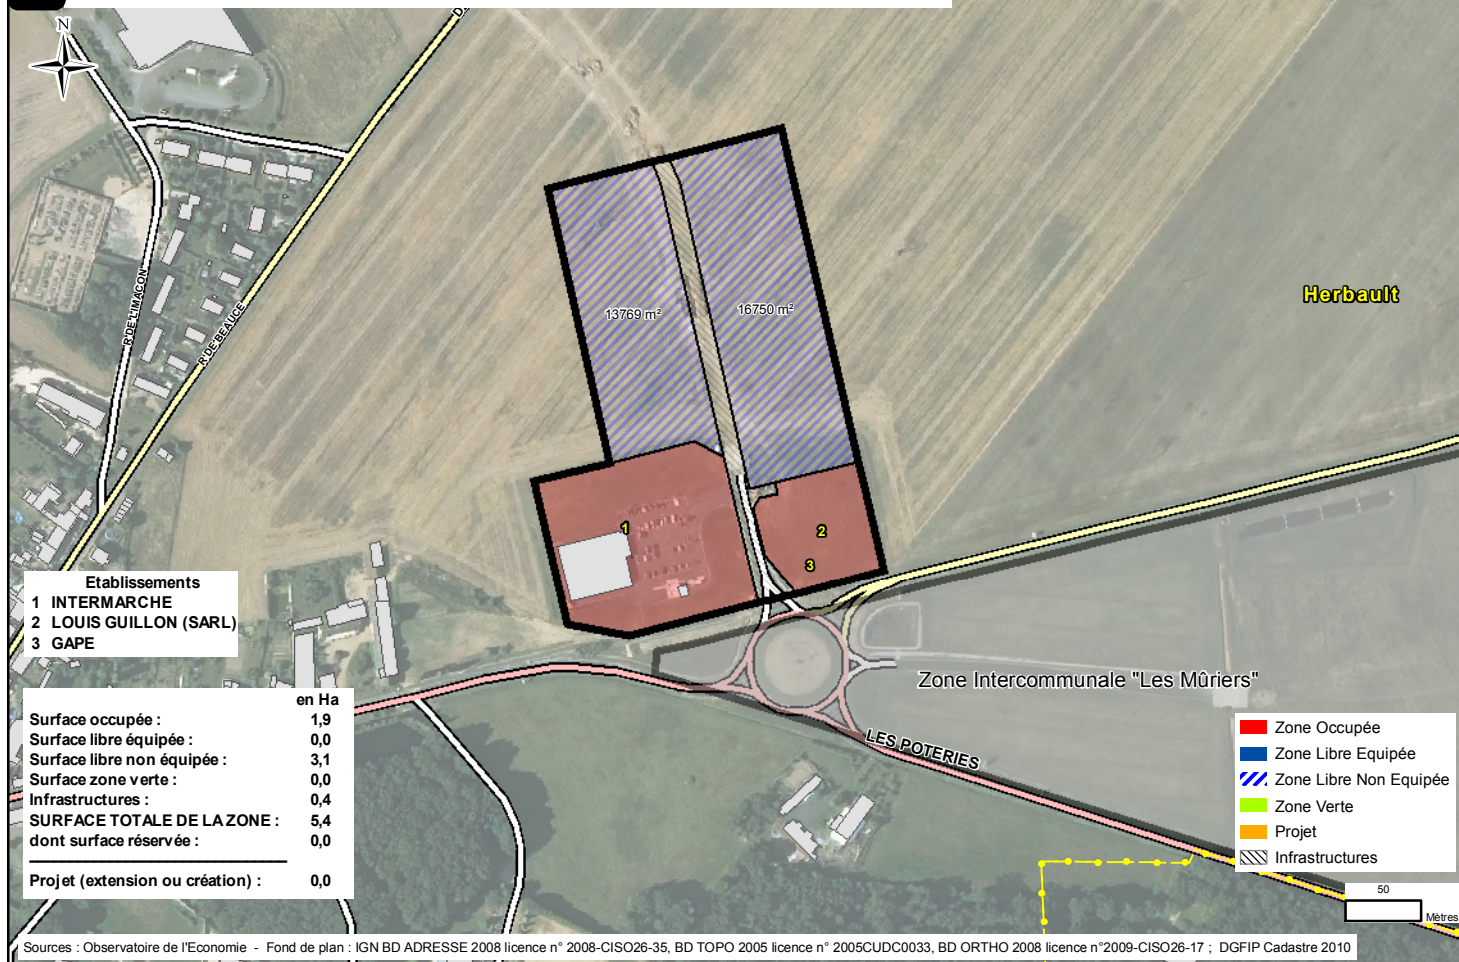 N
R DE L'IMACON
R DE BEAUCE
13769 m²
16750 m²
Herbault
1
2
3
Etablissements
1 INTERMARCHE
2 LOUIS GUILLON (SARL)
3 GAPE
Zone Intercommunale "Les Mûriers"
LES POTERIES
en Ha
Surface occupée : 1,9
Surface libre équipée : 0,0
Surface libre non équipée : 3,1
Surface zone verte : 0,0
Infrastructures : 0,4
SURFACE TOTALE DE LA ZONE : 5,4
dont surface réservée : 0,0
Projet (extension ou création) : 0,0
Zone Occupée
Zone Libre Equipée
Zone Libre Non Equipée
Zone Verte
Projet
Infrastructures
50
Mètres
Sources : Observatoire de l'Economie - Fond de plan : IGN BD ADRESSE 2008 licence n° 2008-CISO26-35, BD TOPO 2005 licence n° 2005CUDC0033, BD ORTHO 2008 licence n°2009-CISO26-17 ; DGFIP Cadastre 2010